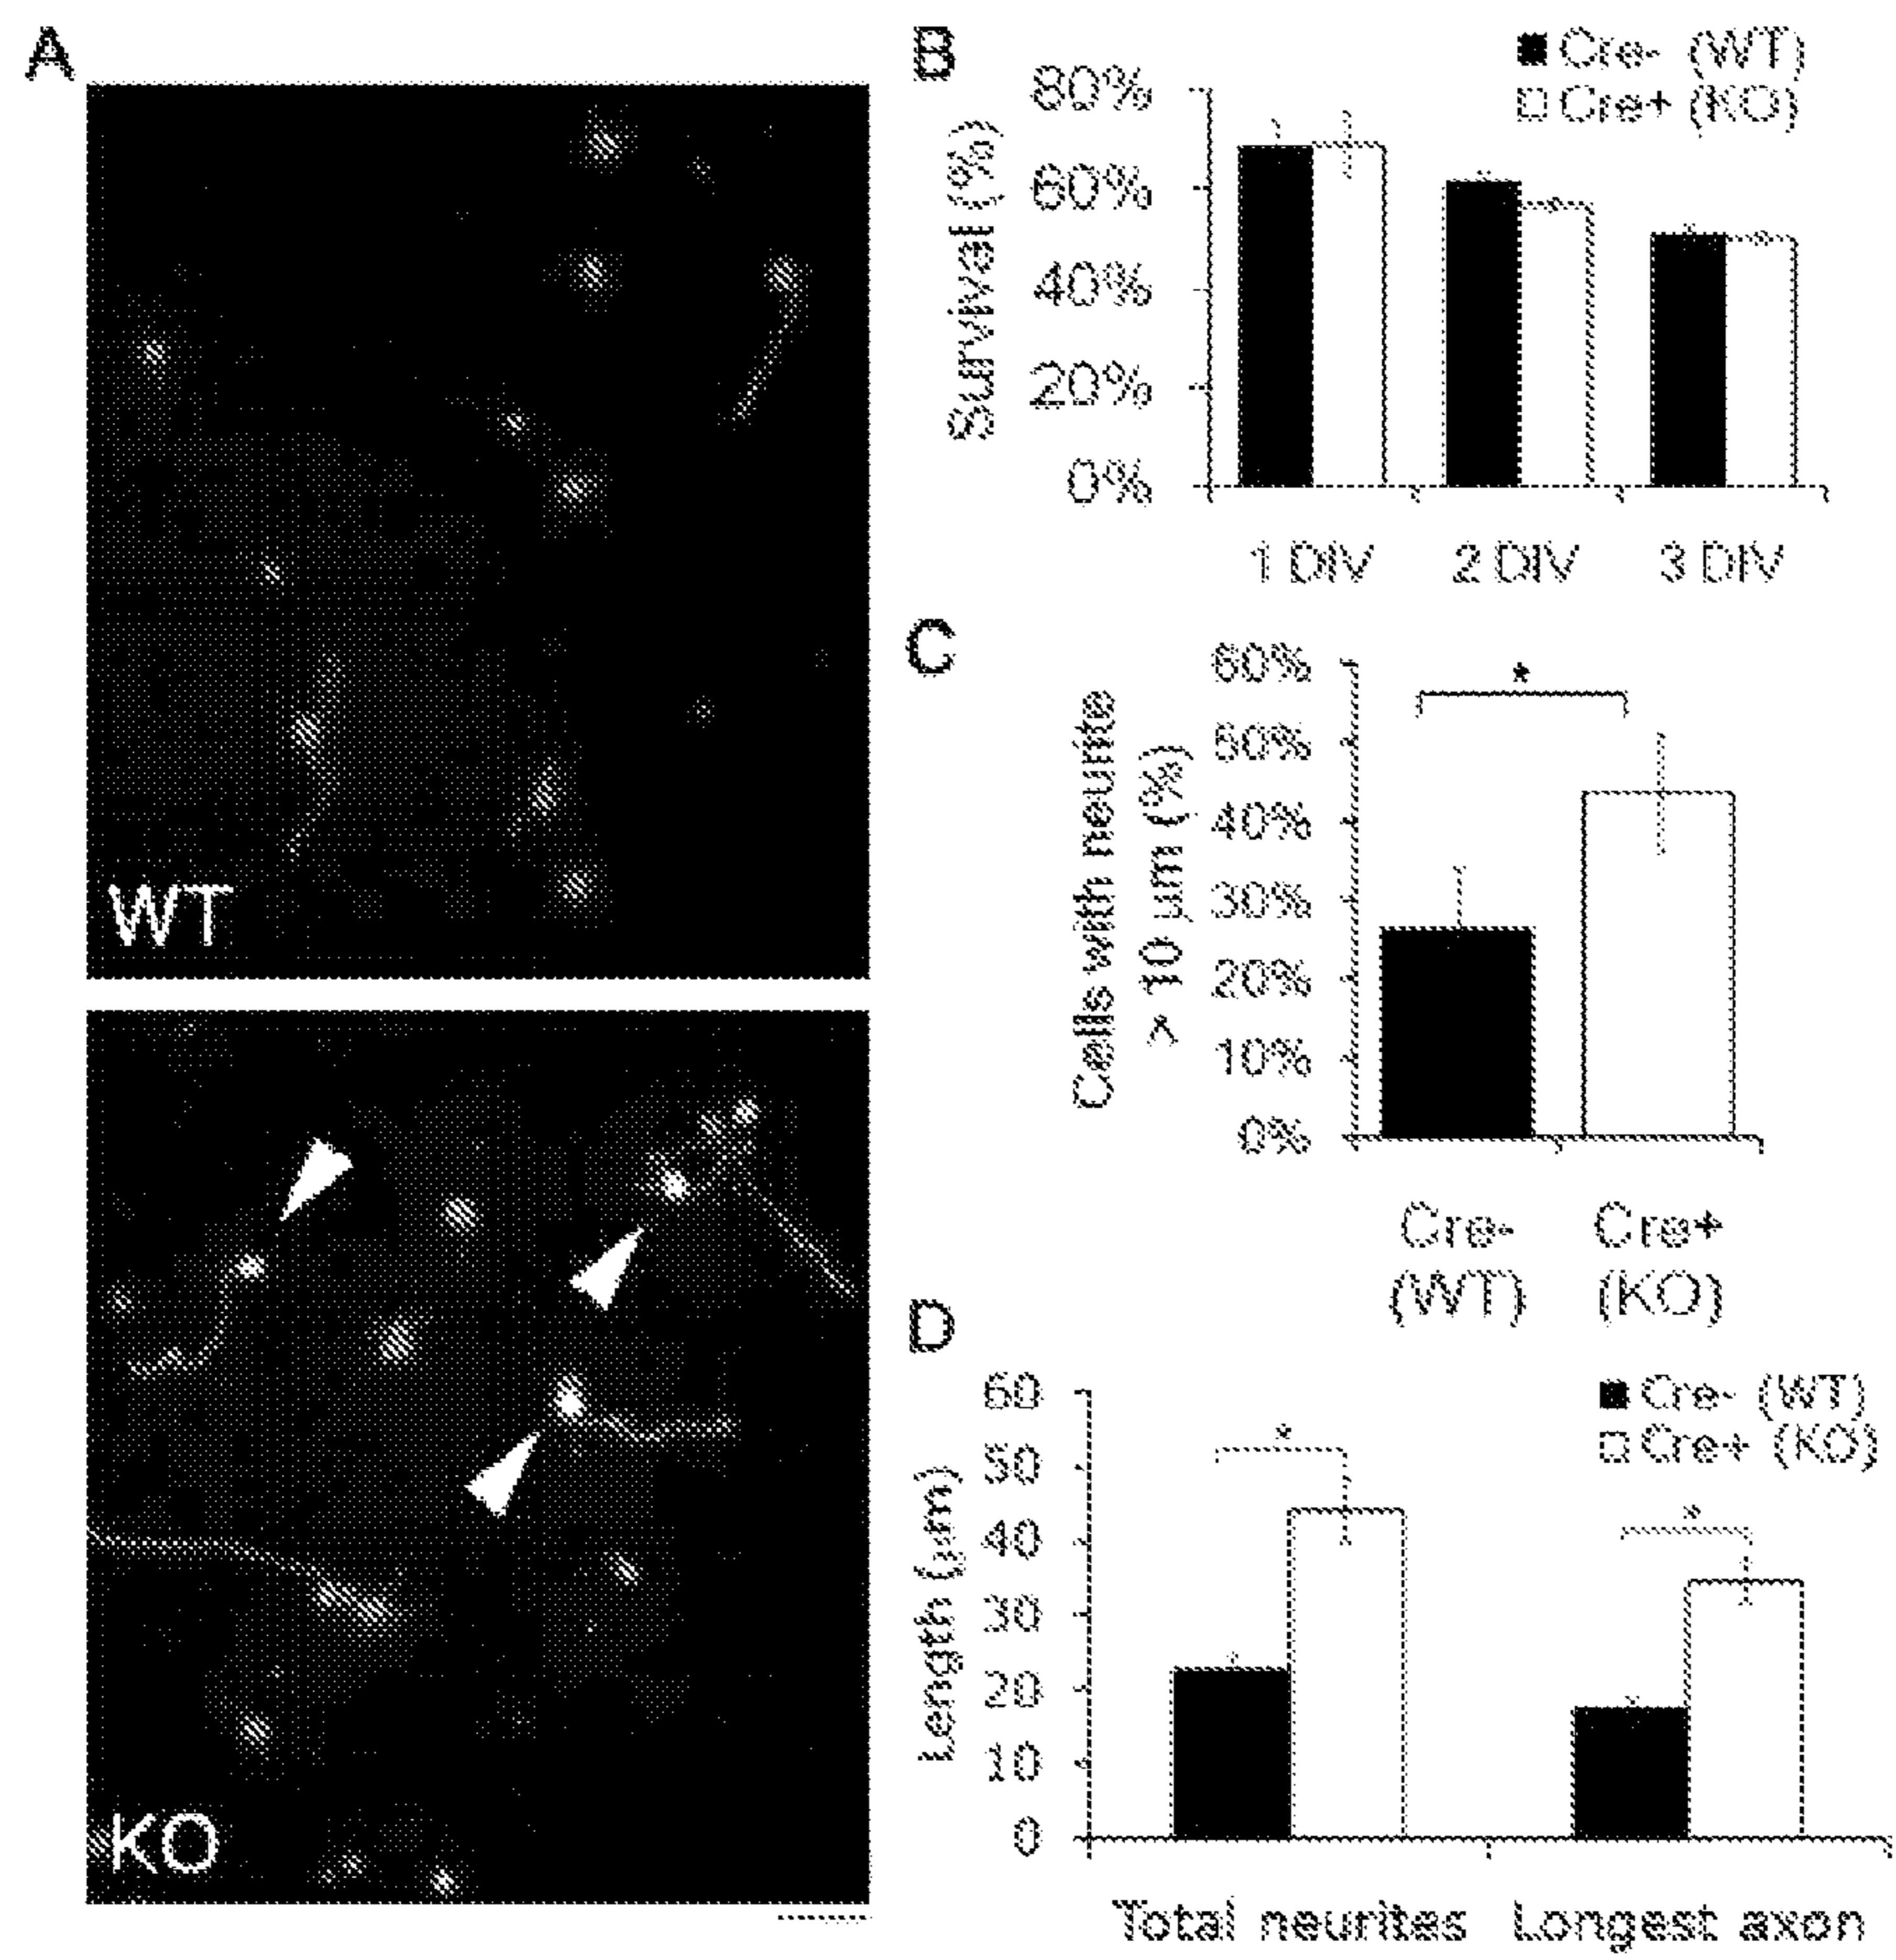 A
WT
KO
B
Cre- (WT)
Cre+ (KO)
Survival (%)
80%
60%
40%
20%
0%
1 DIV
2 DIV
3 DIV
C
Cells with neurite
> 10 µm (%)
60%
50%
40%
30%
20%
10%
0%
*
Cre-
(WT)
Cre+
(KO)
D
Cre- (WT)
Cre+ (KO)
Length (µm)
60
50
40
30
20
10
0
*
*
Total neurites
Longest axon